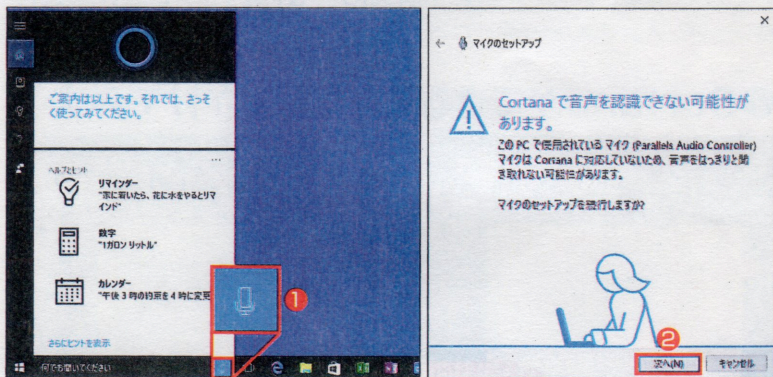 ご案内は以上です。それでは、さっそ
く使ってみてください。
ヘルプとヒント
リマインダー
"家に着いたら、花に水をやるとリマ
インド"
数字
"1ガロン リットル"
カレンダー
"午後 3 時の約束を 4 時に変更
さらにヒントを表示
何でも聞いてください
1
マイクのセットアップ
Cortana で音声を認識できない可能性が
あります。
この PC で使用されている マイク (Parallels Audio Controller)
マイクは Cortana に対応していないため、音声をはっきりと聞
き取れない可能性があります。
マイクのセットアップを続行しますか?
2
次へ(N)
キャンセル